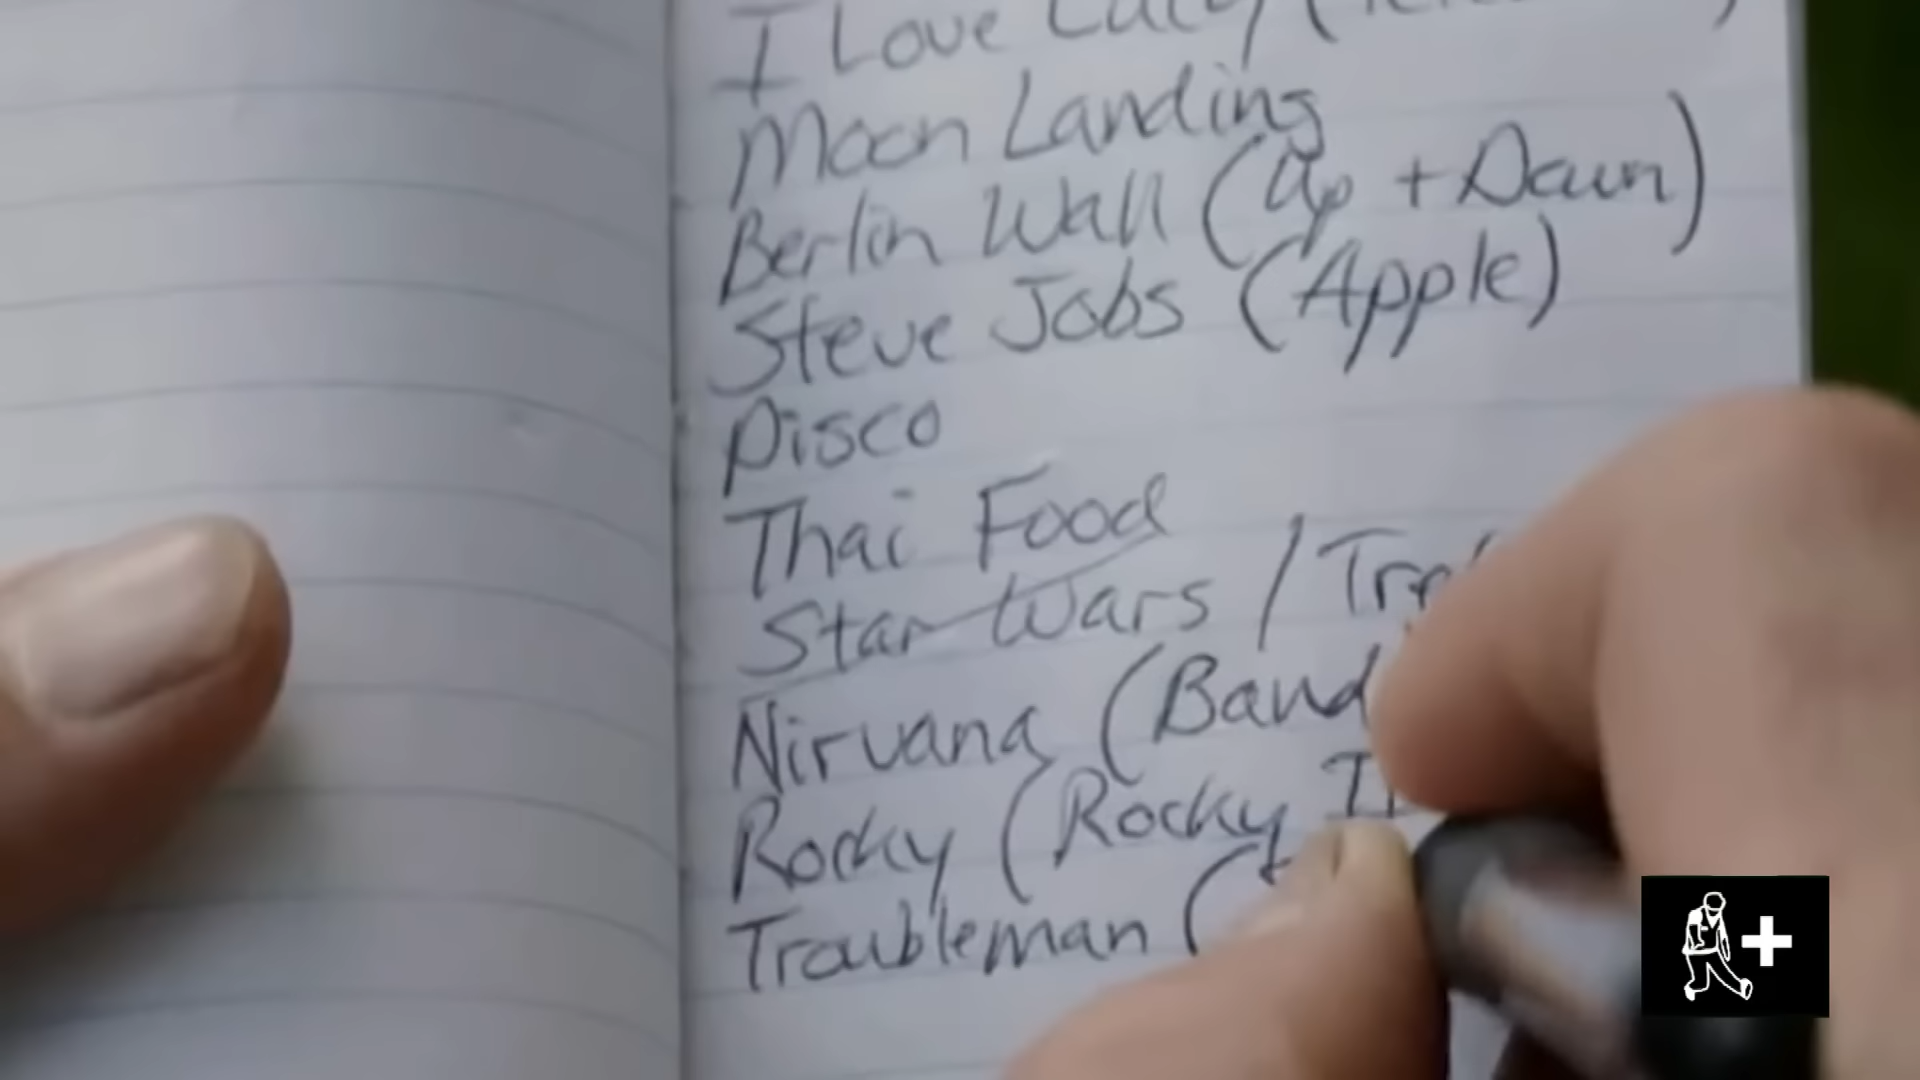 I Love Lucy (
Moon Landing
Berlin Wall (Up + Down)
Steve Jobs (Apple)
Disco
Thai Food
Star Wars /
Nirvana (Band
Rocky (Rocky
Troubleman (